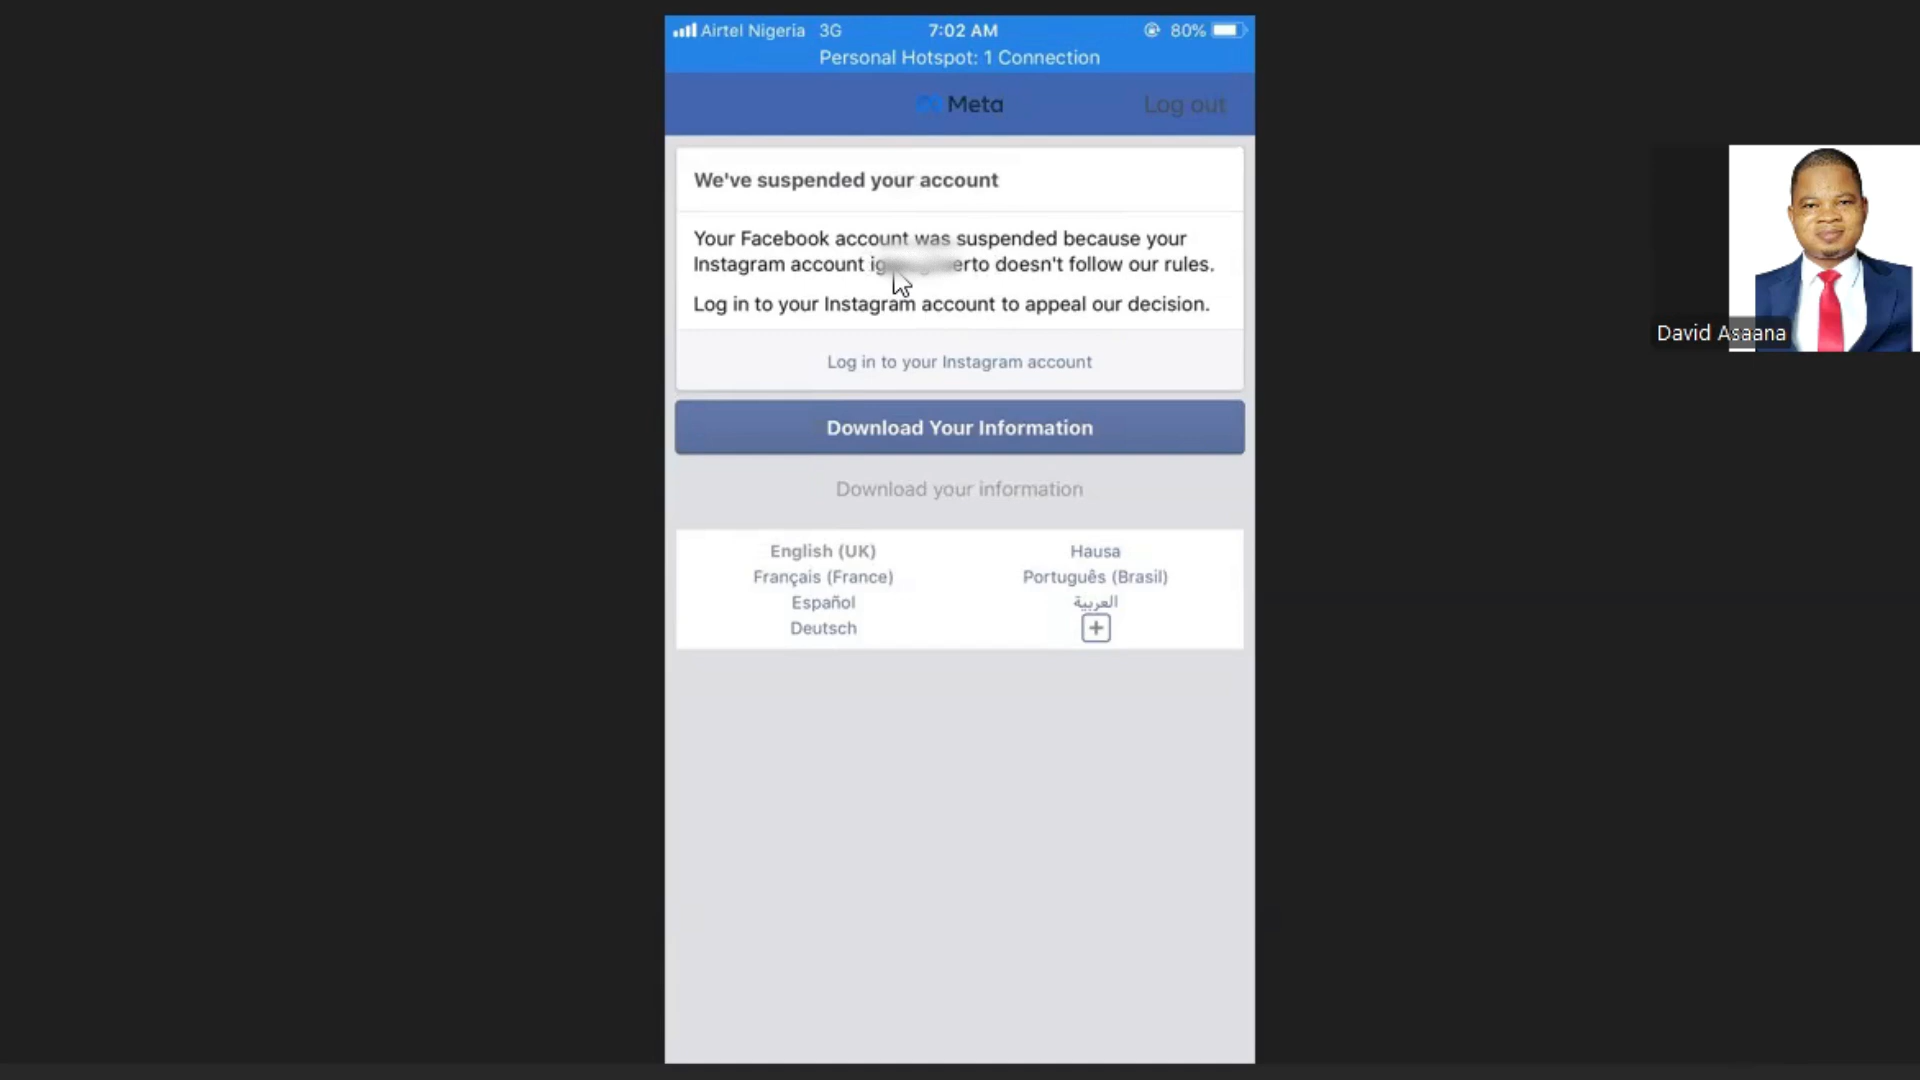 Airtel Nigeria 3G 7:02 AM 80%
Personal Hotspot: 1 Connection
Meta Log out
We've suspended your account
Your Facebook account was suspended because your
Instagram account doesn't follow our rules.
Log in to your Instagram account to appeal our decision.
Log in to your Instagram account
Download Your Information
Download your information
English (UK) Hausa
Français (France) Português (Brasil)
Español العربية
Deutsch
David Asaana